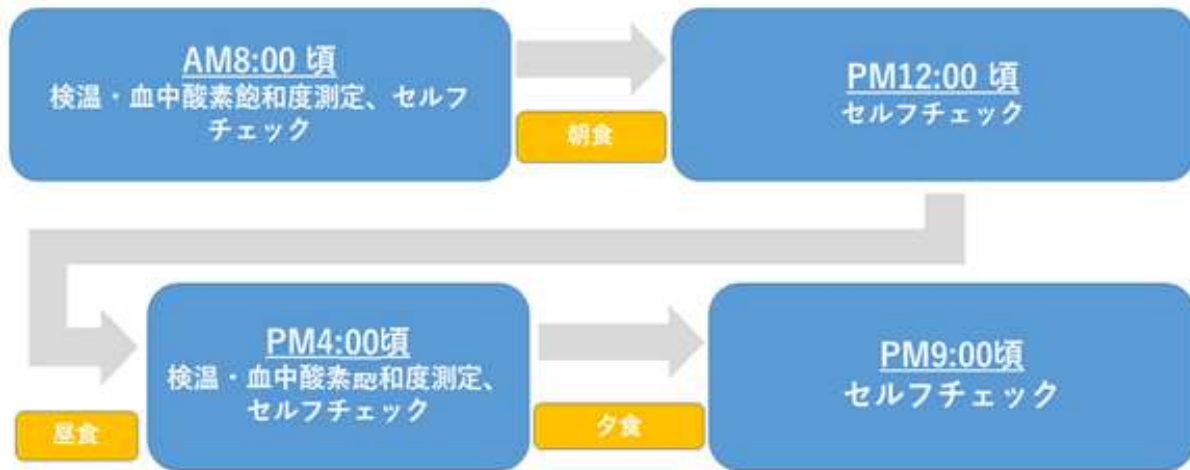 AM8:00 頃
検温・血中酸素飽和度測定、セルフ
チェック
朝食
PM12:00 頃
セルフチェック
昼食
PM4:00頃
検温・血中酸素飽和度測定、
セルフチェック
夕食
PM9:00頃
セルフチェック